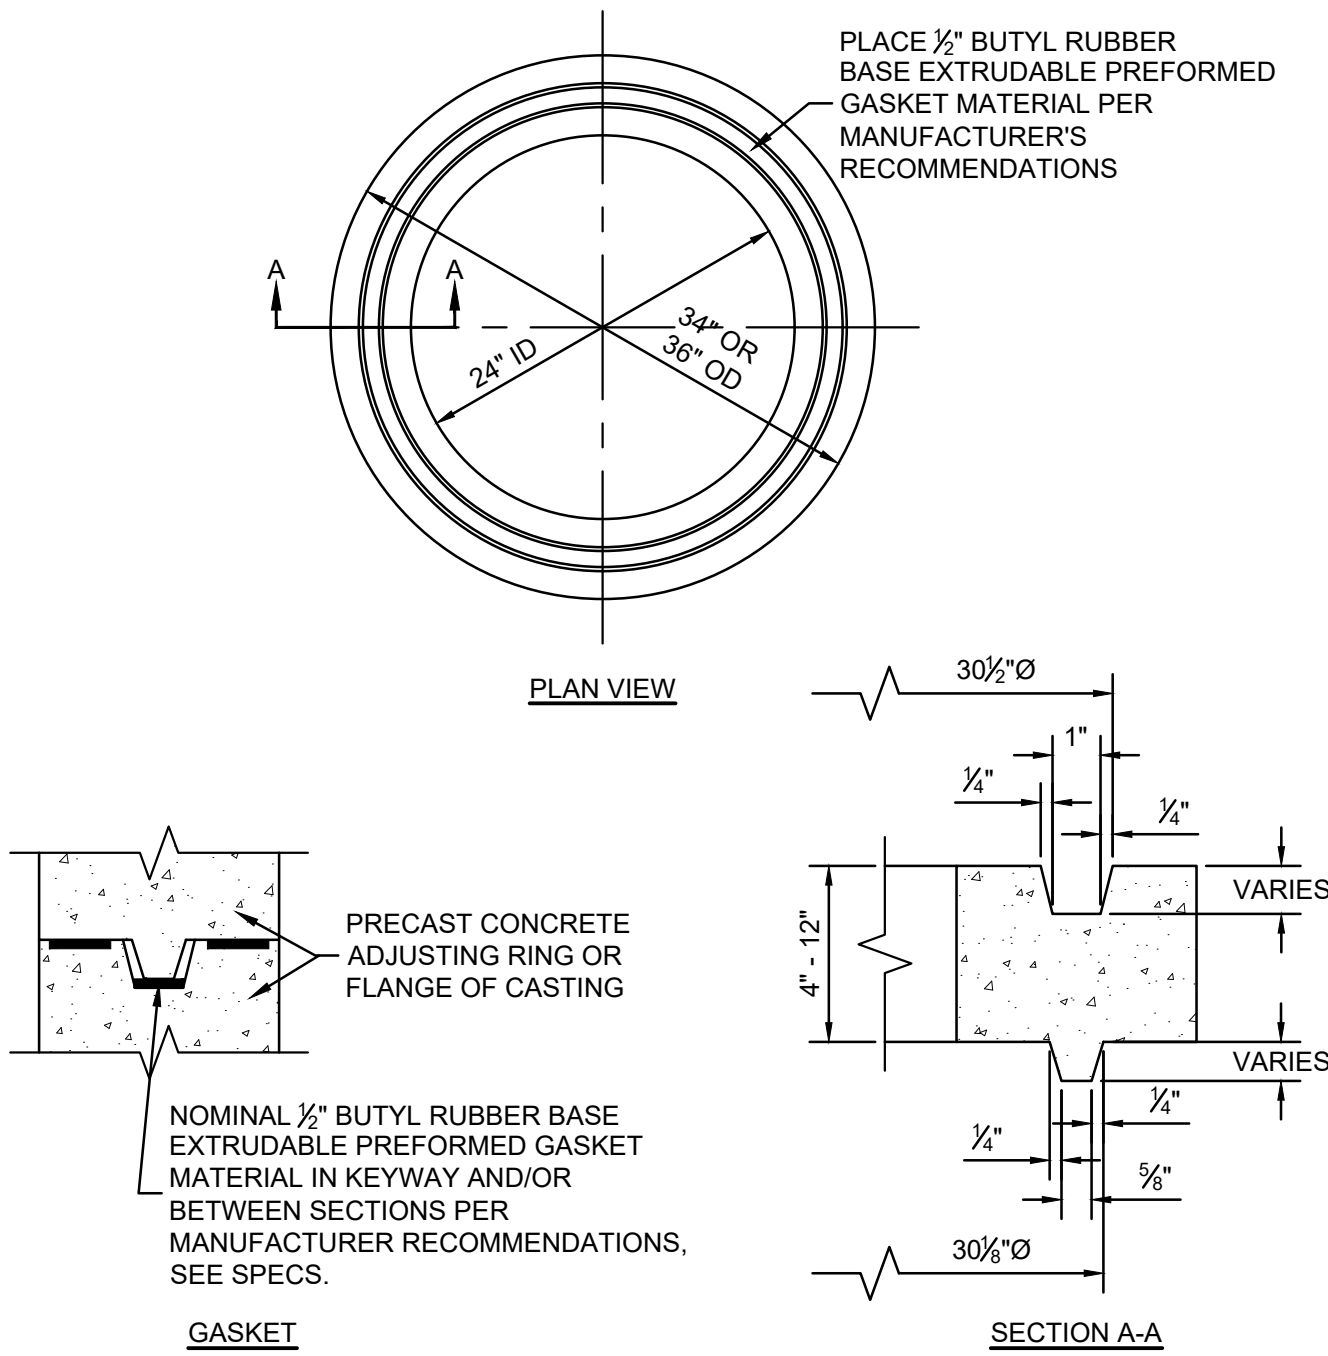 PLACE ½" BUTYL RUBBER
BASE EXTRUDABLE PREFORMED
GASKET MATERIAL PER
MANUFACTURER'S
RECOMMENDATIONS
A
A
24" ID
34" OR
36" OD
PLAN VIEW
PRECAST CONCRETE
ADJUSTING RING OR
FLANGE OF CASTING
NOMINAL ½" BUTYL RUBBER BASE
EXTRUDABLE PREFORMED GASKET
MATERIAL IN KEYWAY AND/OR
BETWEEN SECTIONS PER
MANUFACTURER RECOMMENDATIONS,
SEE SPECS.
GASKET
30½"Ø
1"
¼"
¼"
VARIES
4" - 12"
VARIES
¼"
¼"
⅝"
30⅛"Ø
SECTION A-A